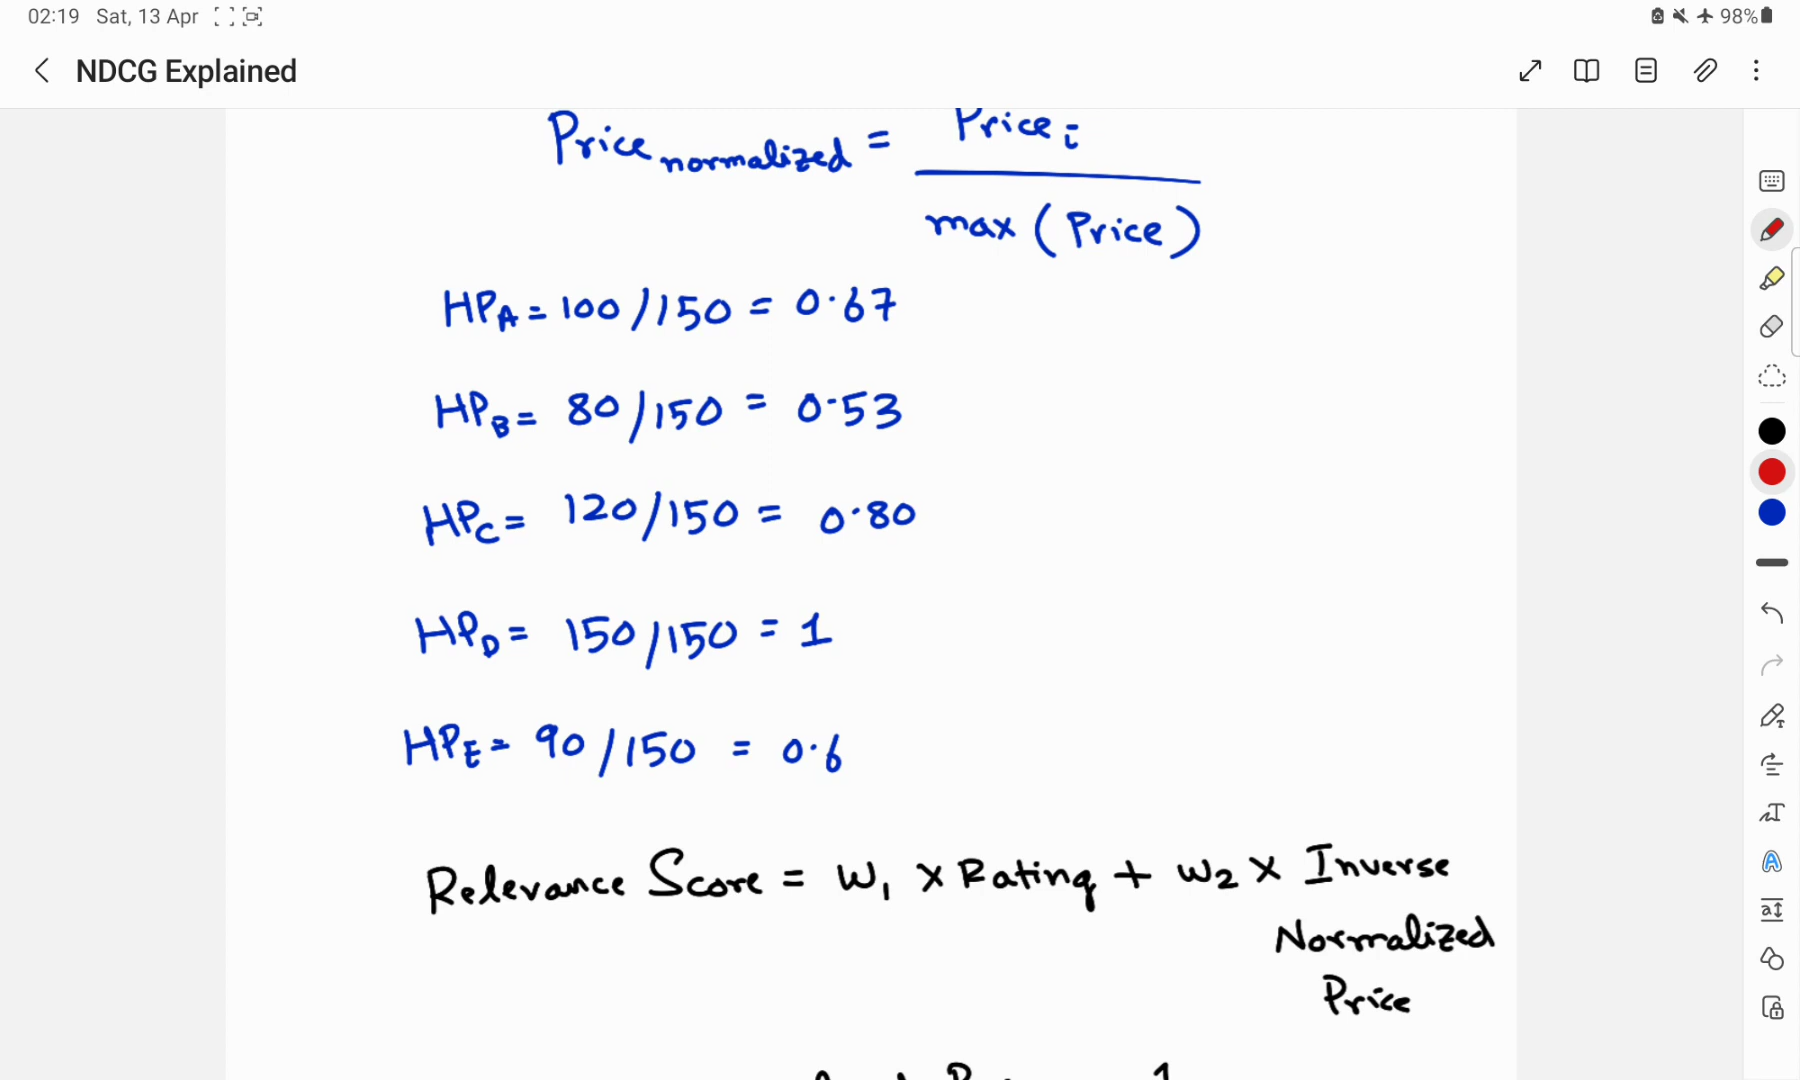 02:19 Sat, 13 Apr 98%
NDCG Explained
Price normalized = Price i
max (Price)
HPA = 100/150 = 0.67
HPB = 80/150 = 0.53
HPC = 120/150 = 0.80
HPD = 150/150 = 1
HPE = 90/150 = 0.6
Relevance Score = W1 X Rating + W2 X Inverse
Normalized
Price